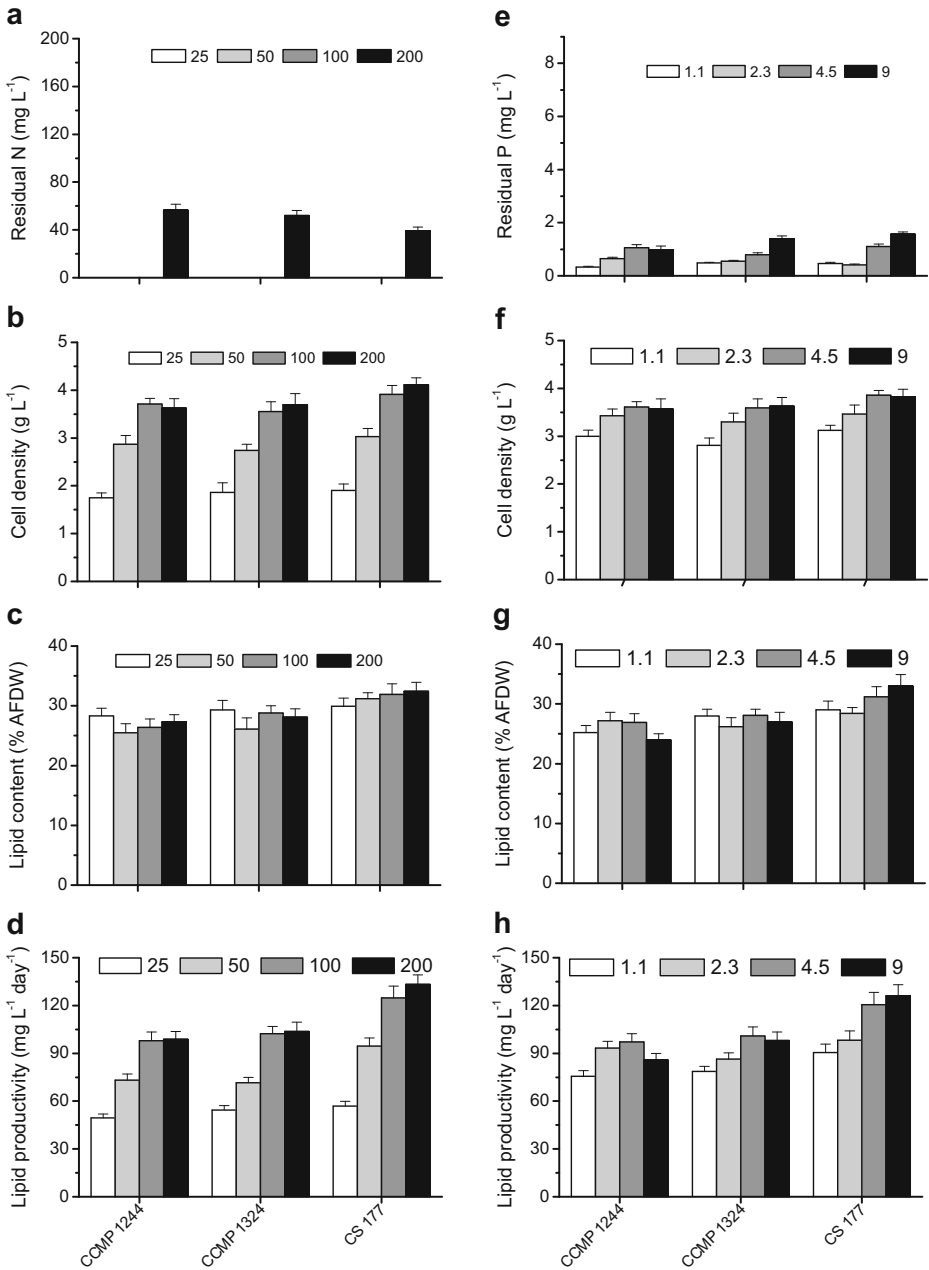 a
Residual N (mg L-1)
200
160
120
80
40
0
25 50 100 200
b
Cell density (g L-1)
5
4
3
2
1
0
25 50 100 200
c
Lipid content (% AFDW)
40
30
20
10
0
25 50 100 200
d
Lipid productivity (mg L-1 day-1)
150
120
90
60
30
0
25 50 100 200
CCMP 1244
CCMP 1324
CS 177
e
Residual P (mg L-1)
8
6
4
2
0
1.1 2.3 4.5 9
f
Cell density (g L-1)
5
4
3
2
1
0
1.1 2.3 4.5 9
g
Lipid content (% AFDW)
40
30
20
10
0
1.1 2.3 4.5 9
h
Lipid productivity (mg L-1 day-1)
150
120
90
60
30
0
1.1 2.3 4.5 9
CCMP 1244
CCMP 1324
CS 177